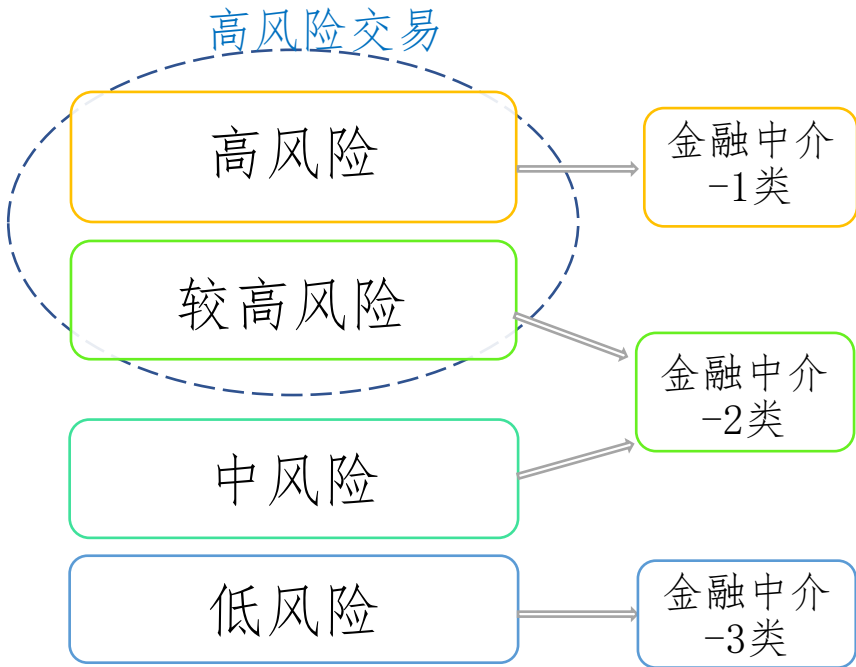 高风险交易
高风险
金融中介
-1类
较高风险
金融中介
-2类
中风险
低风险
金融中介
-3类